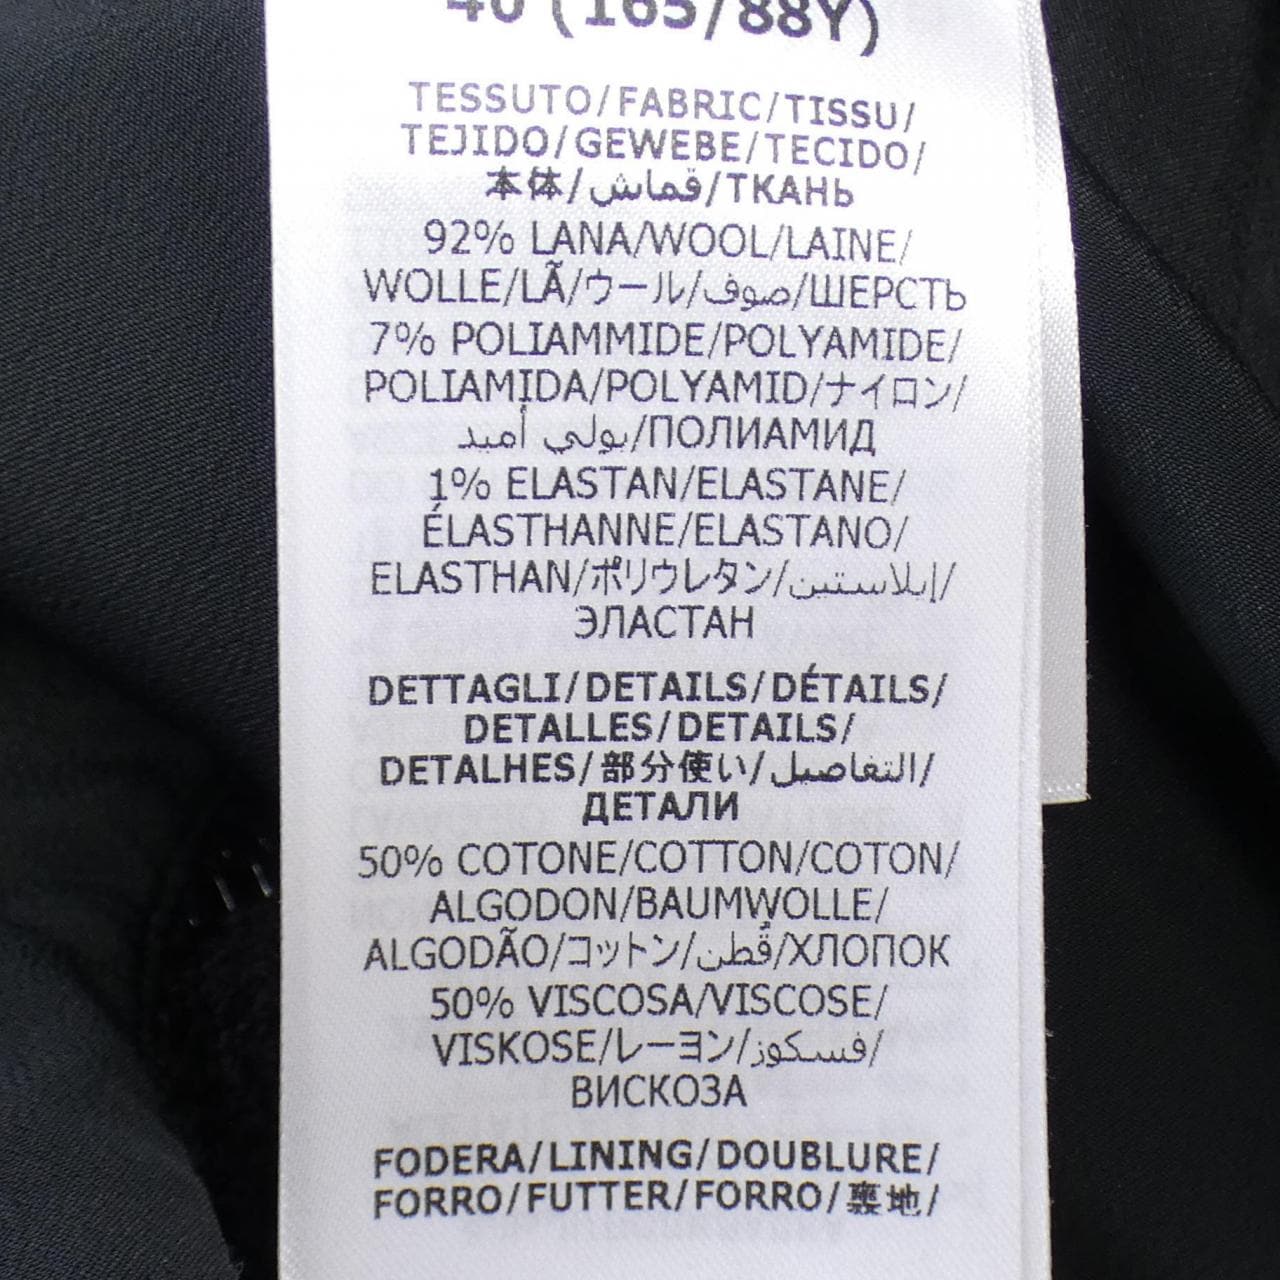 40 (165/88Y)
TESSUTO/FABRIC/TISSU/
TEJIDO/GEWEBE/TECIDO/
本体/قماش/ТКАНЬ
92% LANA/WOOL/LAINE/
WOLLE/LÃ/ウール/صوف/ШЕРСТЬ
7% POLIAMMIDE/POLYAMIDE/
POLIAMIDA/POLYAMID/ナイロン/
بولي أميد/ПОЛИАМИД
1% ELASTAN/ELASTANE/
ÉLASTHANNE/ELASTANO/
ELASTHAN/ポリウレタン/إيلاستين/
ЭЛАСТАН
DETTAGLI/DETAILS/DÉTAILS/
DETALLES/DETAILS/
DETALHES/部分使い/التفاصيل/
ДЕТАЛИ
50% COTONE/COTTON/COTON/
ALGODON/BAUMWOLLE/
ALGODÃO/コットン/قُطن/ХЛОПОК
50% VISCOSA/VISCOSE/
VISKOSE/レーヨン/فسكوز/
ВИСКОЗА
FODERA/LINING/DOUBLURE/
FORRO/FUTTER/FORRO/裏地/